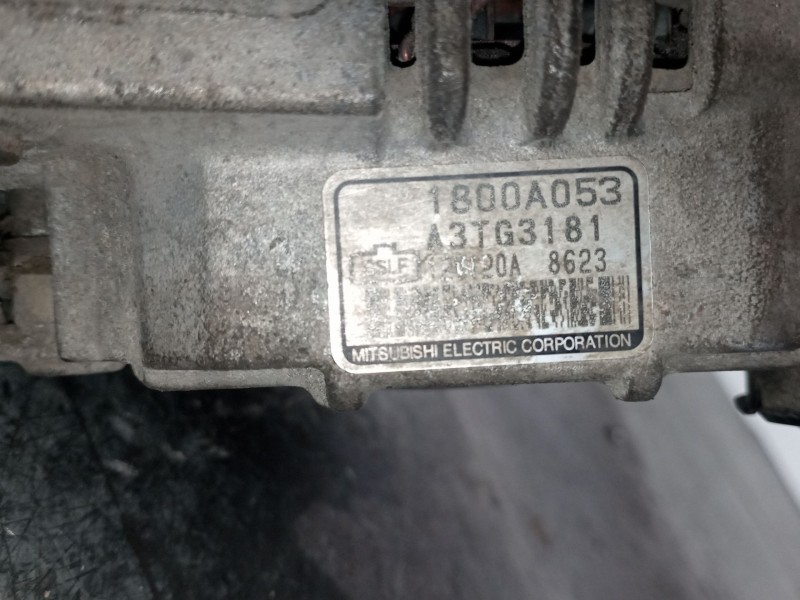 1800A053
A3TG3181
8623
MITSUBISHI ELECTRIC CORPORATION